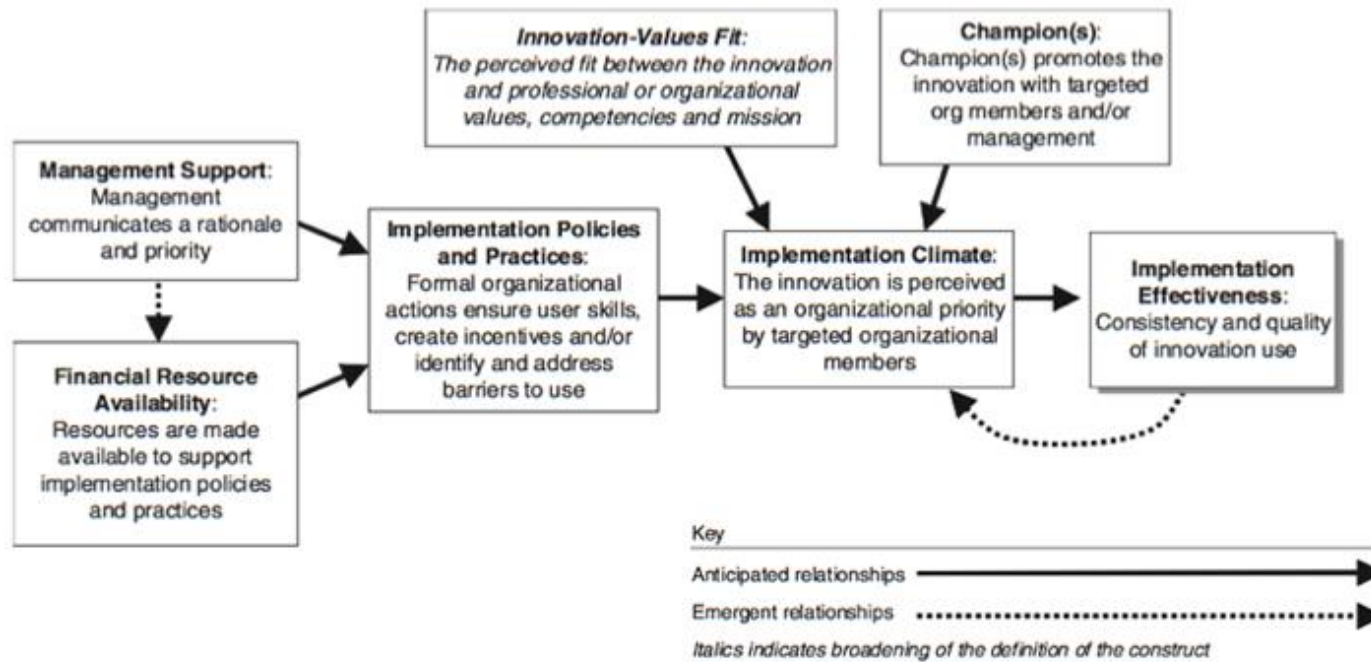 Innovation-Values Fit:
The perceived fit between the innovation
and professional or organizational
values, competencies and mission
Champion(s):
Champion(s) promotes the
innovation with targeted
org members and/or
management
Management Support:
Management
communicates a rationale
and priority
Implementation Policies
and Practices:
Formal organizational
actions ensure user skills,
create incentives and/or
identify and address
barriers to use
Implementation Climate:
The innovation is perceived
as an organizational priority
by targeted organizational
members
Implementation
Effectiveness:
Consistency and quality
of innovation use
Financial Resource
Availability:
Resources are made
available to support
implementation policies
and practices
Key
Anticipated relationships
Emergent relationships
Italics indicates broadening of the definition of the construct